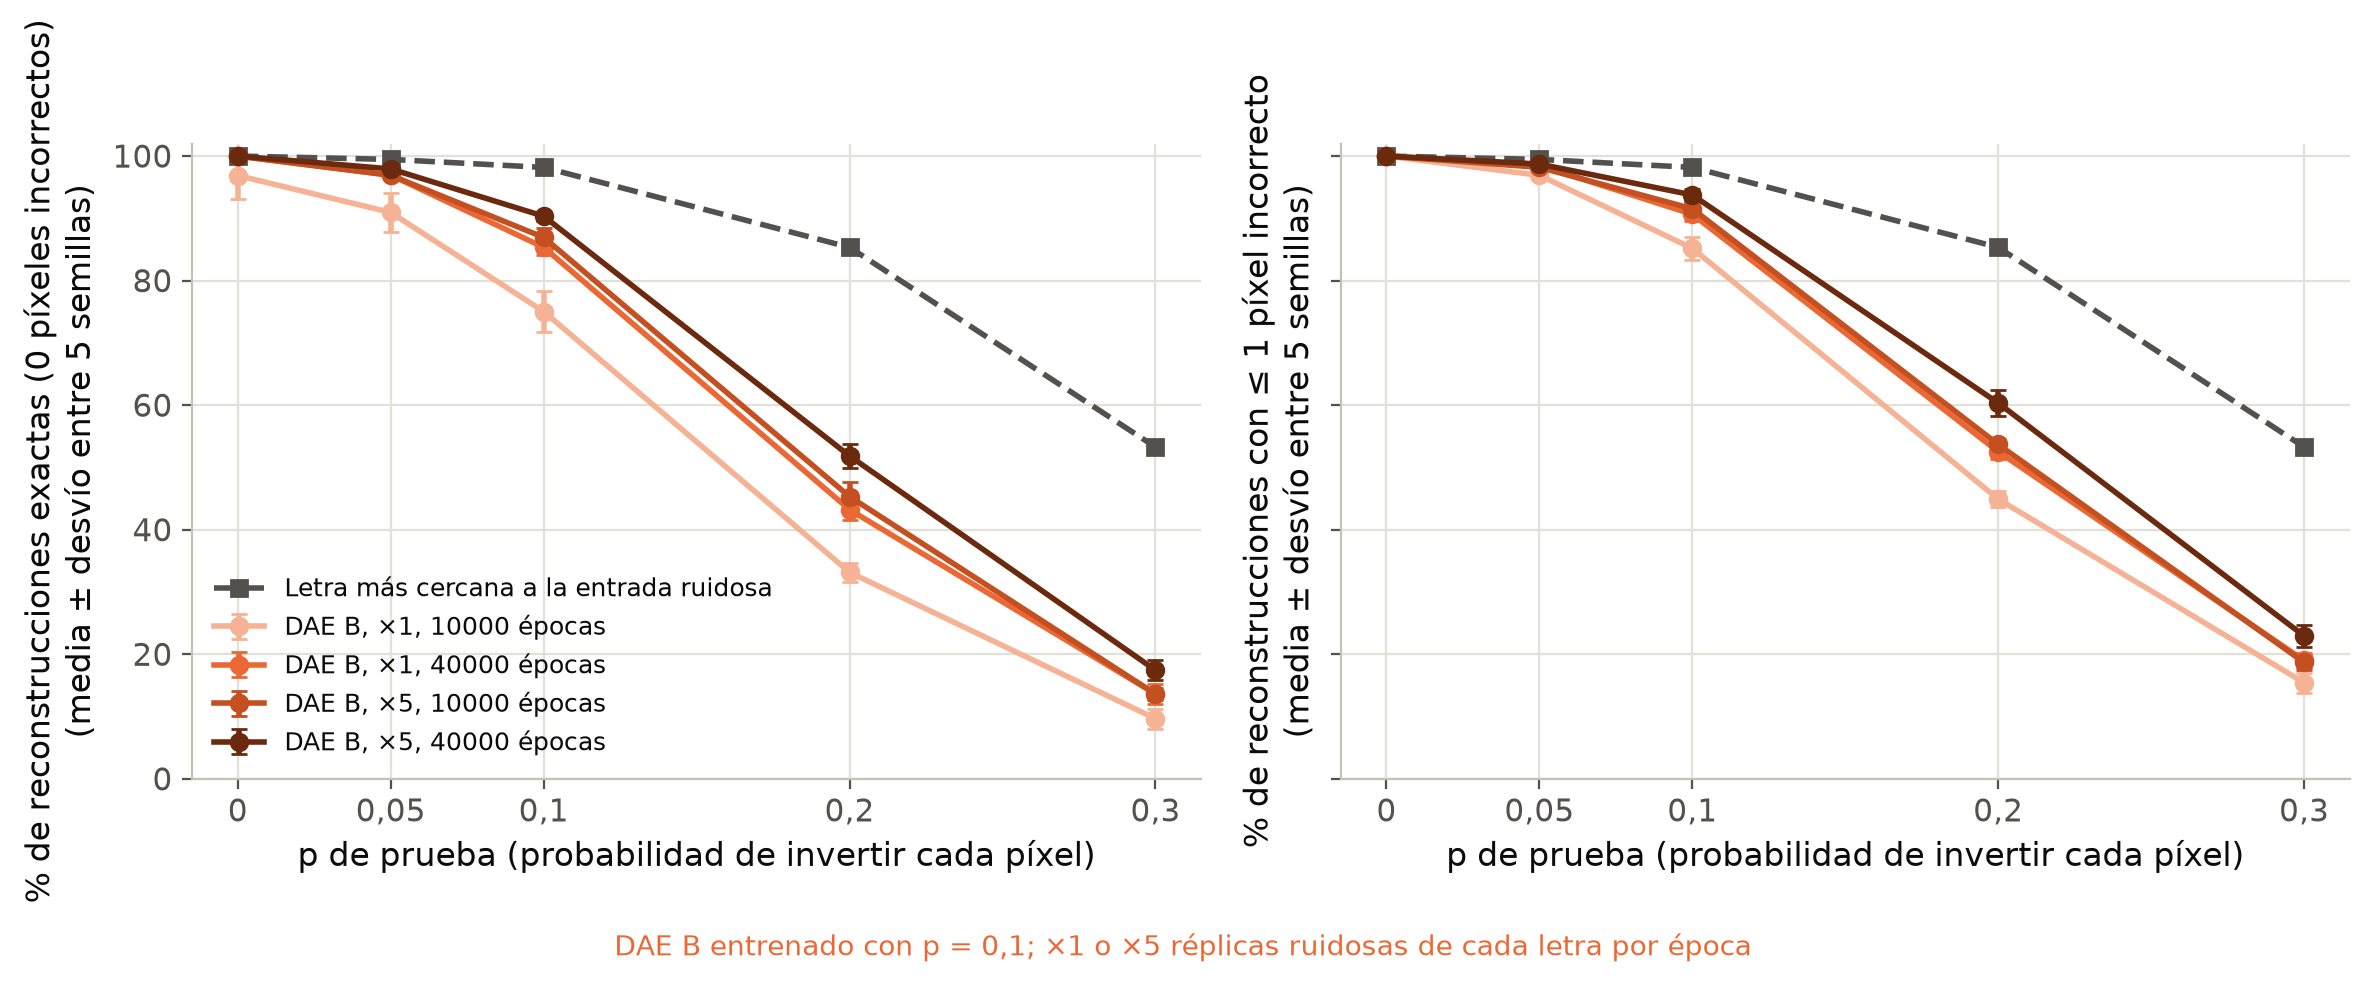 % de reconstrucciones exactas (0 píxeles incorrectos)
(media ± desvío entre 5 semillas)
100
80
60
40
20
0
Letra más cercana a la entrada ruidosa
DAE B, ×1, 10000 épocas
DAE B, ×1, 40000 épocas
DAE B, ×5, 10000 épocas
DAE B, ×5, 40000 épocas
0 0,05 0,1 0,2 0,3
p de prueba (probabilidad de invertir cada píxel)
% de reconstrucciones con ≤ 1 píxel incorrecto
(media ± desvío entre 5 semillas)
0 0,05 0,1 0,2 0,3
p de prueba (probabilidad de invertir cada píxel)
DAE B entrenado con p = 0,1; ×1 o ×5 réplicas ruidosas de cada letra por época